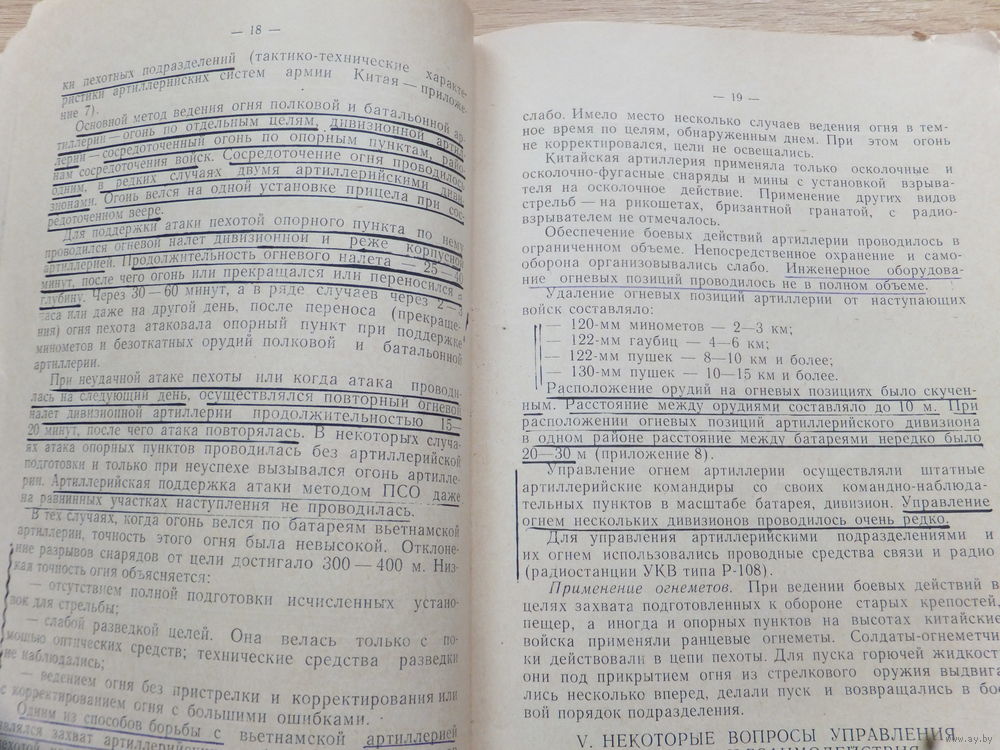 — 18 —
ки пехотных подразделений (тактико-технические характе-
ристики артиллерийских систем армии Китая — приложе-
ние 7).
Основной метод ведения огня полковой и батальонной ар-
тиллерии — огонь по отдельным целям, дивизионной артил-
лерии — сосредоточенный огонь по опорным пунктам, райо-
нам сосредоточения войск. Сосредоточение огня проводилось
одним, в редких случаях двумя артиллерийскими диви-
зионами. Огонь велся на одной установке прицела при сос-
редоточенном веере.
Для поддержки атаки пехотой опорного пункта по нему
проводился огневой налет дивизионной и реже корпусной
артиллерией. Продолжительность огневого налета — 25—40
минут, после чего огонь или прекращался или переносился в
глубину. Через 30—60 минут, а в ряде случаев через 2—3
часа или даже на другой день, после переноса (прекраще-
ния) огня пехота атаковала опорный пункт при поддержке
минометов и безоткатных орудий полковой и батальонной
артиллерии.
При неудачной атаке пехоты или когда атака проводи-
лась на следующий день, осуществлялся повторный огневой
налет дивизионной артиллерии продолжительностью 15—
20 минут, после чего атака повторялась. В некоторых случа-
ях атака опорных пунктов проводилась без артиллерийской
подготовки и только при неуспехе вызывался огонь артилле-
рии. Артиллерийская поддержка атаки методом ПСО даже
на равнинных участках наступления не проводилась.
В тех случаях, когда огонь велся по батареям вьетнамской
артиллерии, точность этого огня была невысокой. Отклоне-
ние разрывов снарядов от цели достигало 300—400 м. Низ-
кая точность огня объясняется:
— отсутствием полной подготовки исчисленных устано-
вок для стрельбы;
— слабой разведкой целей. Она велась только с по-
мощью оптических средств; технические средства разведки
не наблюдались;
— ведением огня без пристрелки и корректирования или
с корректированием огня с большими ошибками.
Одним из способов борьбы с вьетнамской артиллерией
являлся захват
— 19 —
слабо. Имело место несколько случаев ведения огня в тем-
ное время по целям, обнаруженным днем. При этом огонь
не корректировался, цели не освещались.
Китайская артиллерия применяла только осколочные и
осколочно-фугасные снаряды и мины с установкой взрыва-
теля на осколочное действие. Применение других видов
стрельб — на рикошетах, бризантной гранатой, с радио-
взрывателем не отмечалось.
Обеспечение боевых действий артиллерии проводилось в
ограниченном объеме. Непосредственное охранение и само-
оборона организовывались слабо. Инженерное оборудова-
ние огневых позиций проводилось не в полном объеме.
Удаление огневых позиций артиллерии от наступающих
войск составляло:
— 120-мм минометов — 2—3 км;
— 122-мм гаубиц — 4—6 км;
— 122-мм пушек — 8—10 км и более;
— 130-мм пушек — 10—15 км и более.
Расположение орудий на огневых позициях было скучен-
ным. Расстояние между орудиями составляло до 10 м. При
расположении огневых позиций артиллерийского дивизиона
в одном районе расстояние между батареями нередко было
20—30 м (приложение 8).
Управление огнем артиллерии осуществляли штатные
артиллерийские командиры со своих командно-наблюда-
тельных пунктов в масштабе батарея, дивизион. Управление
огнем нескольких дивизионов проводилось очень редко.
Для управления артиллерийскими подразделениями и
их огнем использовались проводные средства связи и радио
(радиостанции УКВ типа Р-108).
Применение огнеметов. При ведении боевых действий в
целях захвата подготовленных к обороне старых крепостей,
пещер, а иногда и опорных пунктов на высотах китайские
войска применяли ранцевые огнеметы. Солдаты-огнеметчи-
ки действовали в цепи пехоты. Для пуска горючей жидкост
они под прикрытием огня из стрелкового оружия выдвига
лись несколько вперед, делали пуск и возвращались в бое
вой порядок подразделения.
V. НЕКОТОРЫЕ ВОПРОСЫ УПРАВЛЕНИЯ
www.ay.by